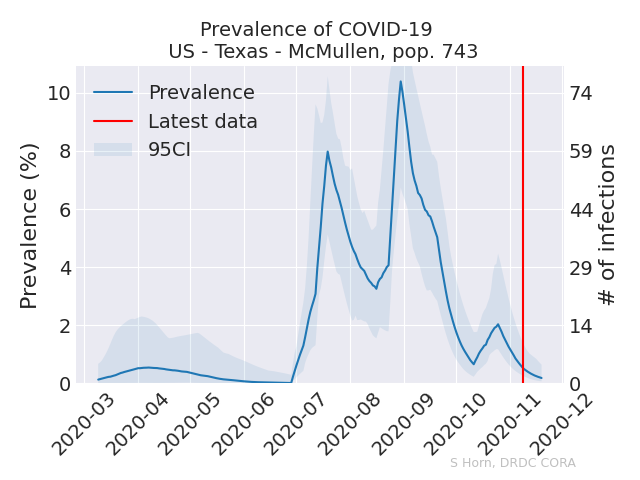 Prevalence of COVID-19
US - Texas - McMullen, pop. 743
Prevalence
Latest data
95CI
Prevalence (%)
10
8
6
4
2
0
74
59
44
29
14
0
# of infections
2020-03
2020-04
2020-05
2020-06
2020-07
2020-08
2020-09
2020-10
2020-11
2020-12
S Horn, DRDC CORA